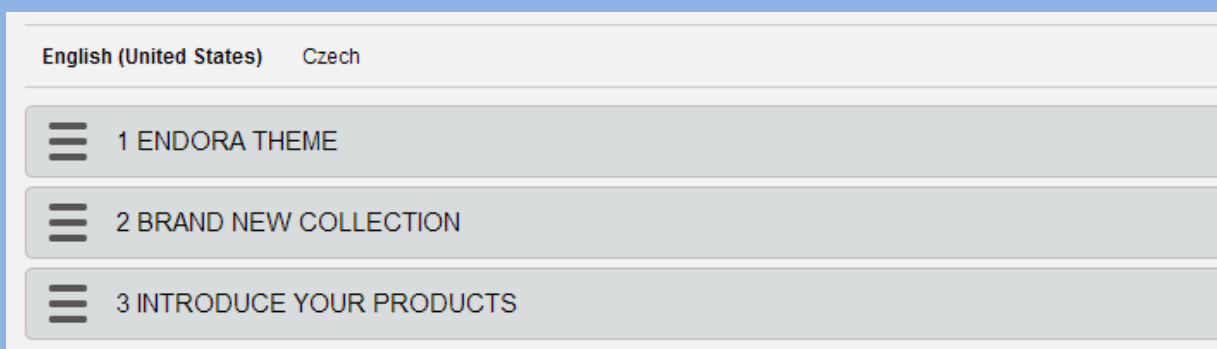 English (United States) Czech
1 ENDORA THEME
2 BRAND NEW COLLECTION
3 INTRODUCE YOUR PRODUCTS